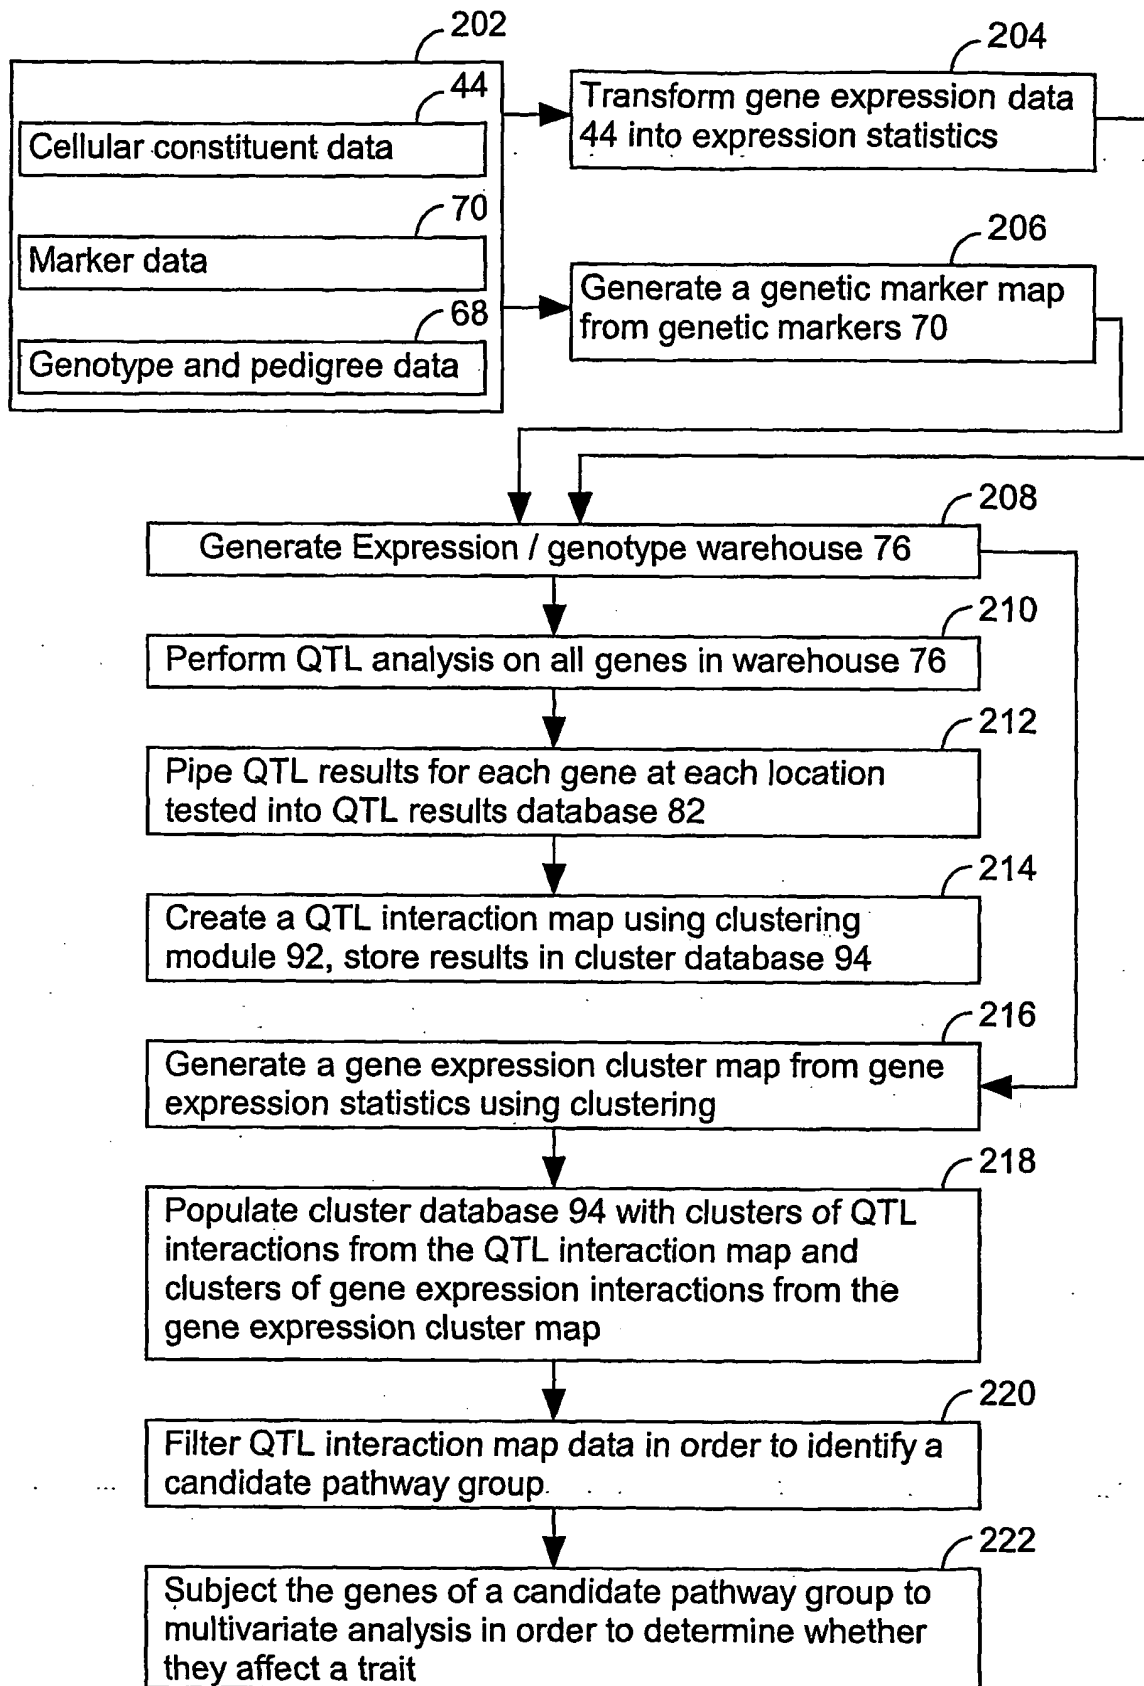 202
44
Cellular constituent data
70
Marker data
68
Genotype and pedigree data
204
Transform gene expression data
44 into expression statistics
206
Generate a genetic marker map
from genetic markers 70
208
Generate Expression / genotype warehouse 76
210
Perform QTL analysis on all genes in warehouse 76
212
Pipe QTL results for each gene at each location
tested into QTL results database 82
214
Create a QTL interaction map using clustering
module 92, store results in cluster database 94
216
Generate a gene expression cluster map from gene
expression statistics using clustering
218
Populate cluster database 94 with clusters of QTL
interactions from the QTL interaction map and
clusters of gene expression interactions from the
gene expression cluster map
220
Filter QTL interaction map data in order to identify a
candidate pathway group
222
Subject the genes of a candidate pathway group to
multivariate analysis in order to determine whether
they affect a trait